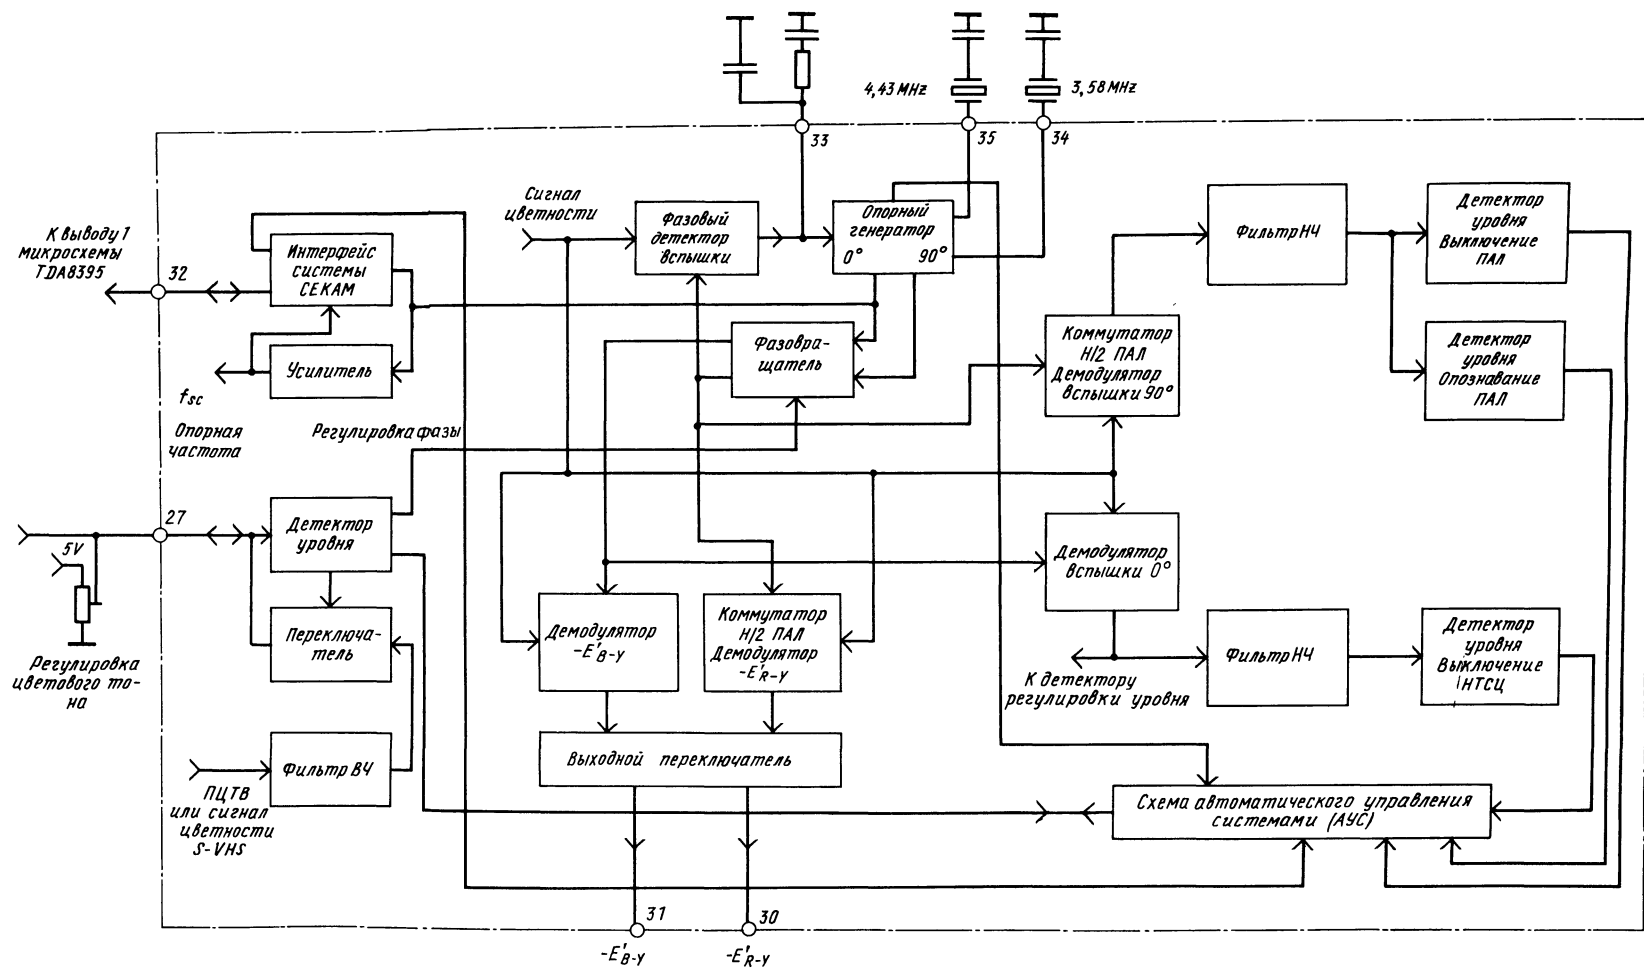 4,43 MHz
3,58 MHz
33
35
34
Сигнал
цветности
К выводу 1
микросхемы
TDA8395
32
Интерфейс
системы
СЕКАМ
Фазовый
детектор
вспышки
Опорный
генератор
0° 90°
Фильтр НЧ
Детектор
уровня
Выключение
ПАЛ
Усилитель
fsc
Фазовра-
щатель
Коммутатор
H/2 ПАЛ
Демодулятор
вспышки 90°
Детектор
уровня
Опознавание
ПАЛ
Опорная
частота
Регулировка фазы
27
5V
Детектор
уровня
Демодулятор
вспышки 0°
Переключа-
тель
Демодулятор
-E'B-Y
Коммутатор
H/2 ПАЛ
Демодулятор
-E'R-Y
Фильтр НЧ
Детектор
уровня
Выключение
НТСЦ
Регулировка
цветового то-
на
К детектору
регулировки уровня
Фильтр ВЧ
Выходной переключатель
ПЦТВ
или сигнал
цветности
S-VHS
Схема автоматического управления
системами (АУС)
31
30
-E'B-Y
-E'R-Y